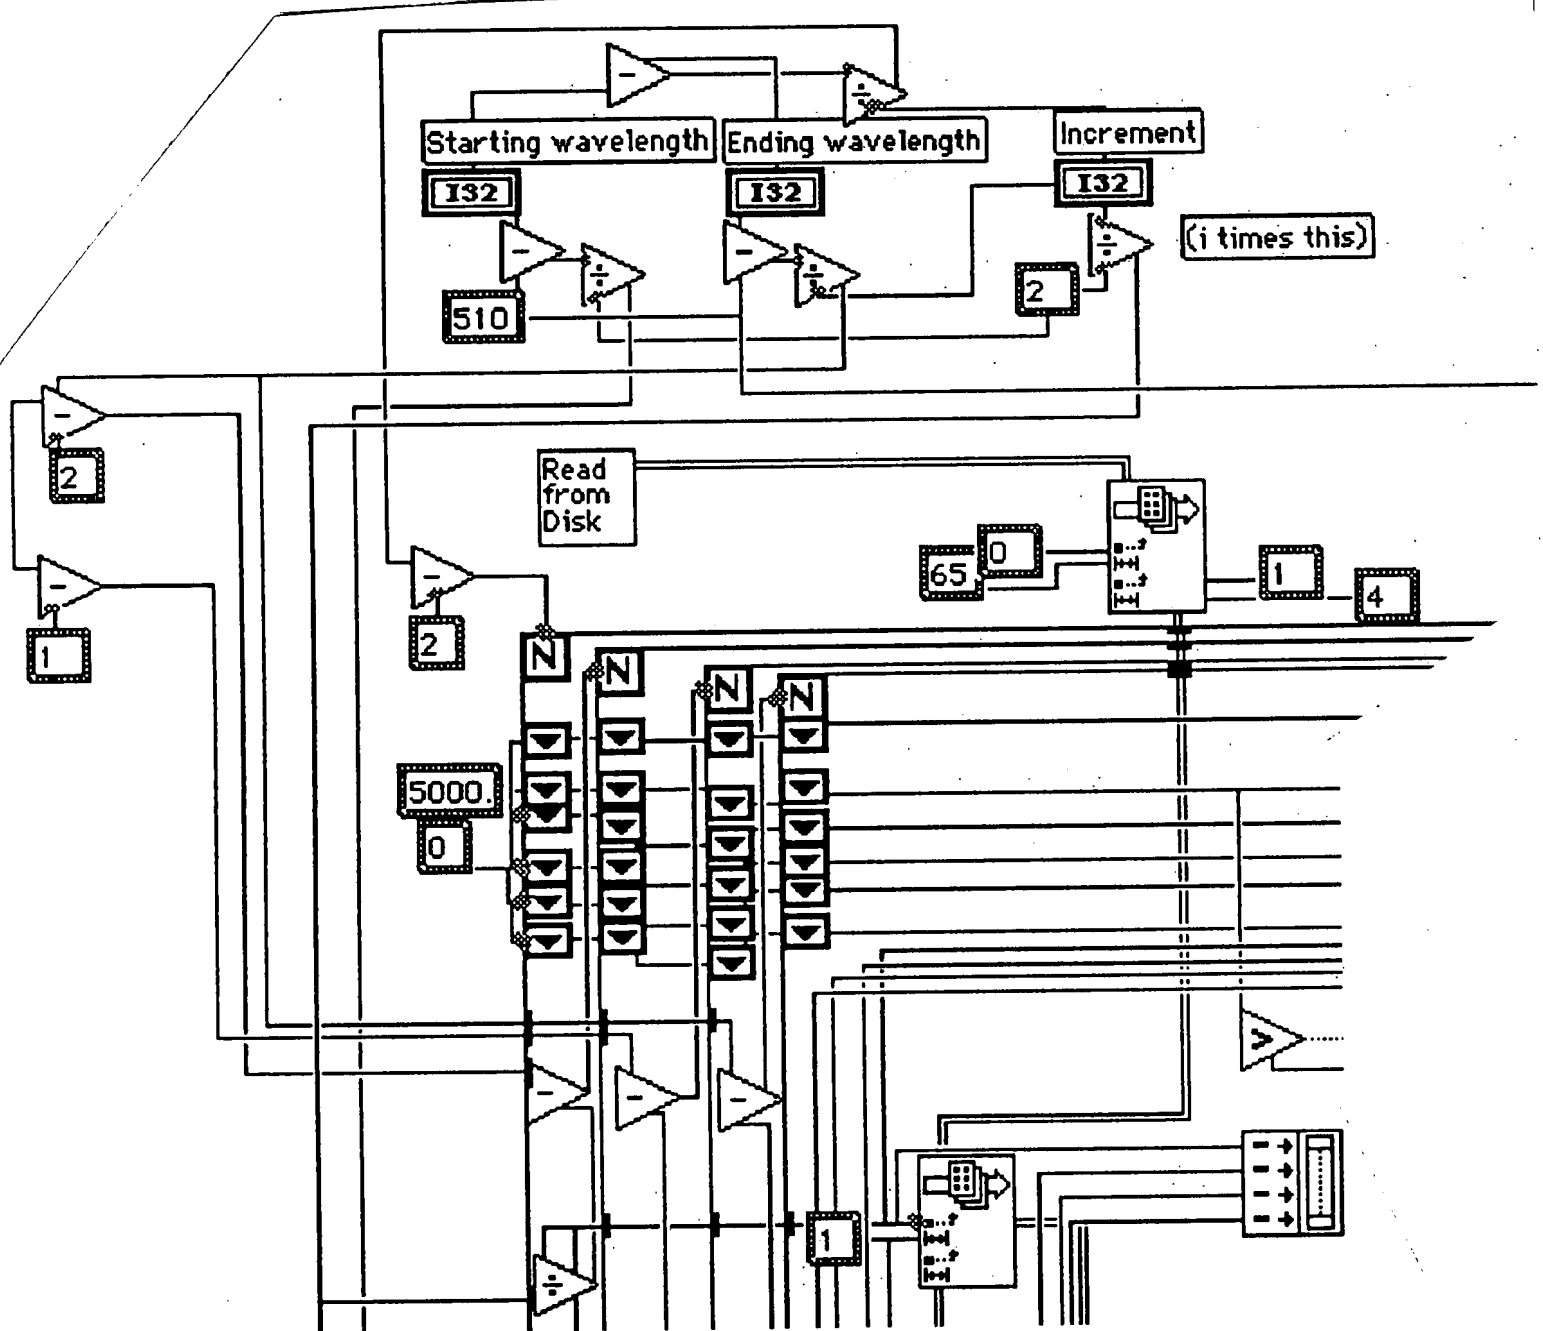 Starting wavelength
Ending wavelength
Increment
I32
I32
I32
(i times this)
2
510
2
Read
from
Disk
0
65
1
4
1
2
N
N
N
N
5000.
0
1